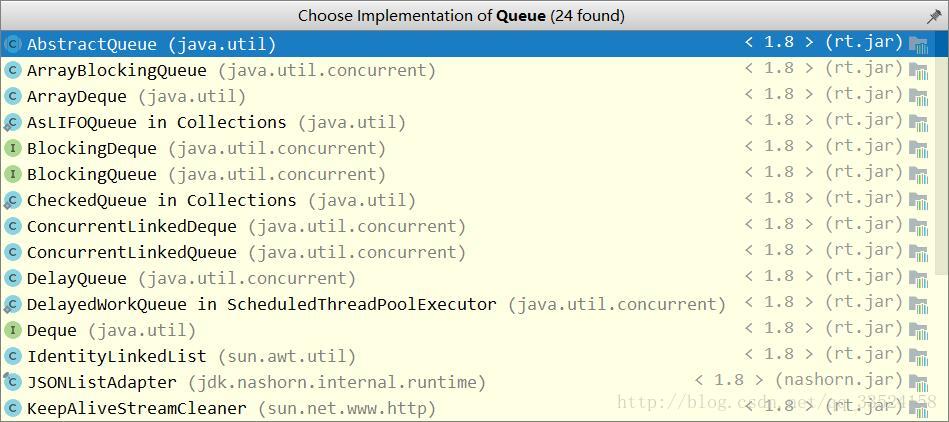 Choose Implementation of Queue (24 found)
AbstractQueue (java.util) < 1.8 > (rt.jar)
ArrayBlockingQueue (java.util.concurrent) < 1.8 > (rt.jar)
ArrayDeque (java.util) < 1.8 > (rt.jar)
AsLIFOQueue in Collections (java.util) < 1.8 > (rt.jar)
BlockingDeque (java.util.concurrent) < 1.8 > (rt.jar)
BlockingQueue (java.util.concurrent) < 1.8 > (rt.jar)
CheckedQueue in Collections (java.util) < 1.8 > (rt.jar)
ConcurrentLinkedDeque (java.util.concurrent) < 1.8 > (rt.jar)
ConcurrentLinkedQueue (java.util.concurrent) < 1.8 > (rt.jar)
DelayQueue (java.util.concurrent) < 1.8 > (rt.jar)
DelayedWorkQueue in ScheduledThreadPoolExecutor (java.util.concurrent) < 1.8 > (rt.jar)
Deque (java.util) < 1.8 > (rt.jar)
IdentityLinkedList (sun.awt.util) < 1.8 > (rt.jar)
JSONListAdapter (jdk.nashorn.internal.runtime) < 1.8 > (nashorn.jar)
KeepAliveStreamCleaner (sun.net.www.http) < 1.8 > (rt.jar)
http://blog.csdn.net/qq_33524158